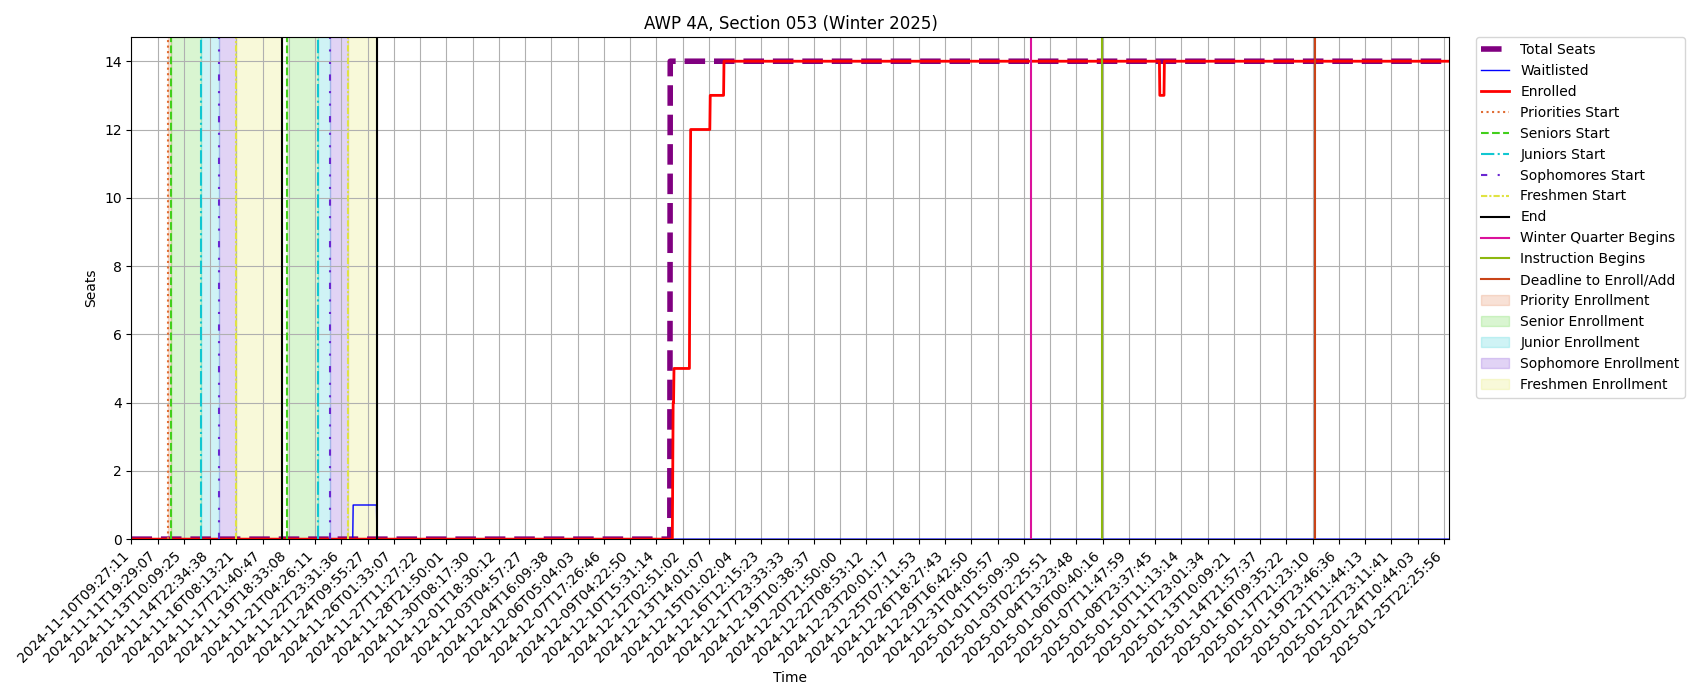 AWP 4A, Section 053 (Winter 2025)
14
12
10
8
6
4
2
0
Seats
2024-11-10T09:27:11
2024-11-11T19:29:07
2024-11-13T10:09:25
2024-11-14T22:34:38
2024-11-16T08:13:21
2024-11-17T21:40:47
2024-11-19T18:33:08
2024-11-21T04:26:11
2024-11-22T23:31:36
2024-11-24T09:55:27
2024-11-26T01:33:07
2024-11-27T11:27:22
2024-11-28T21:50:01
2024-11-30T08:17:30
2024-12-01T18:30:12
2024-12-03T04:57:27
2024-12-04T16:09:38
2024-12-06T05:04:03
2024-12-07T17:26:46
2024-12-09T04:22:50
2024-12-10T15:31:14
2024-12-12T02:51:02
2024-12-13T14:01:07
2024-12-15T01:02:04
2024-12-16T12:15:23
2024-12-17T23:33:33
2024-12-19T10:38:37
2024-12-20T21:50:00
2024-12-22T08:53:12
2024-12-23T20:01:17
2024-12-25T07:11:53
2024-12-26T18:27:43
2024-12-29T16:42:50
2024-12-31T04:05:57
2025-01-01T15:09:30
2025-01-03T02:25:51
2025-01-04T13:23:48
2025-01-06T00:40:16
2025-01-07T11:47:59
2025-01-08T23:37:45
2025-01-10T11:13:14
2025-01-11T23:01:34
2025-01-13T10:09:21
2025-01-14T21:57:37
2025-01-16T09:35:22
2025-01-17T21:23:10
2025-01-19T23:46:36
2025-01-21T11:44:13
2025-01-22T23:11:41
2025-01-24T10:44:03
2025-01-25T22:25:56
Time
Total Seats
Waitlisted
Enrolled
Priorities Start
Seniors Start
Juniors Start
Sophomores Start
Freshmen Start
End
Winter Quarter Begins
Instruction Begins
Deadline to Enroll/Add
Priority Enrollment
Senior Enrollment
Junior Enrollment
Sophomore Enrollment
Freshmen Enrollment